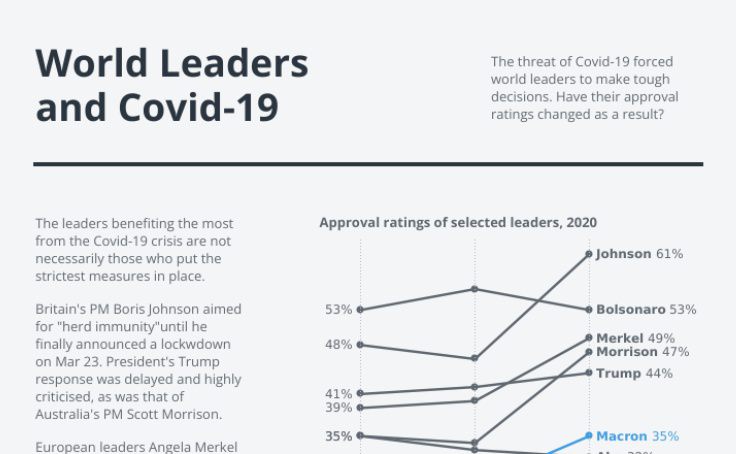 World Leaders
and Covid-19
The threat of Covid-19 forced
world leaders to make tough
decisions. Have their approval
ratings changed as a result?
The leaders benefiting the most
from the Covid-19 crisis are not
necessarily those who put the
strictest measures in place.
Britain's PM Boris Johnson aimed
for "herd immunity"until he
finally announced a lockwdown
on Mar 23. President's Trump
response was delayed and highly
criticised, as was that of
Australia's PM Scott Morrison.
European leaders Angela Merkel
Approval ratings of selected leaders, 2020
Johnson 61%
53%
Bolsonaro 53%
48%
Merkel 49%
Morrison 47%
Trump 44%
41%
39%
35%
Macron 35%